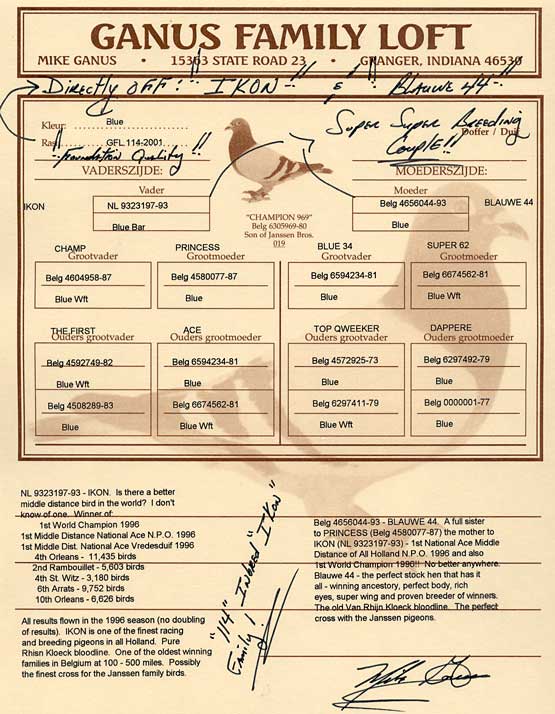 GANUS FAMILY LOFT
MIKE GANUS • 15363 STATE ROAD 23 • GRANGER, INDIANA 46530
DIRECTLY OFF: "IKON" & "BLAUWE 44"
Kleur: Blue
Ras: GFL 114-2001
"Foundation Quality"
SUPER SUPER BREEDING
COUPLE!!
Doffer / Duif
VADERSZIJDE: MOEDERSZIJDE:
Vader Moeder
IKON NL 9323197-93 Belg 4656044-93 BLAUWE 44
Blue Bar Blue
"CHAMPION 969"
Belg 6305969-80
Son of Janssen Bros.
019
CHAMP PRINCESS BLUE 34 SUPER 62
Grootvader Grootmoeder Grootvader Grootmoeder
Belg 4604958-87 Belg 4580077-87 Belg 6594234-81 Belg 6674562-81
Blue Wft Blue Blue Blue Wft
THE FIRST ACE TOP QWEEKER DAPPERE
Ouders grootvader Ouders grootmoeder Ouders grootvader Ouders grootmoeder
Belg 4592749-82 Belg 6594234-81 Belg 4572925-73 Belg 6297492-79
Blue Wft Blue Blue Wft Blue
Belg 4508289-83 Belg 6674562-81 Belg 6297411-79 Belg 0000001-77
Blue Blue Wft Blue Blue
NL 9323197-93 - IKON. Is there a better
middle distance bird in the world? I don't
know of one. Winner of:
1st World Champion 1996
1st Middle Distance National Ace N.P.O. 1996
1st Middle Dist. National Ace Vredesduif 1996
4th Orleans - 11,435 birds
2nd Rambouillet - 5,603 birds
4th St. Witz - 3,180 birds
6th Arrats - 9,752 birds
10th Orleans - 6,626 birds
All results flown in the 1996 season (no doubling
of results). IKON is one of the finest racing
and breeding pigeons in all Holland. Pure
Rhisn Kloeck bloodline. One of the oldest winning
families in Belgium at 100 - 500 miles. Possibly
the finest cross for the Janssen family birds.
"114" INBRED "IKON"
Family!
Belg 4656044-93 - BLAUWE 44. A full sister
to PRINCESS (Belg 4580077-87) the mother to
IKON (NL 9323197-93) - 1st National Ace Middle
Distance of All Holland N.P.O. 1996 and also
1st World Champion 1996!! No better anywhere.
Blauwe 44 - the perfect stock hen that has it
all - winning ancestry, perfect body, rich
eyes, super wing and proven breeder of winners.
The old Van Rhijn Kloeck bloodline. The perfect
cross with the Janssen pigeons.